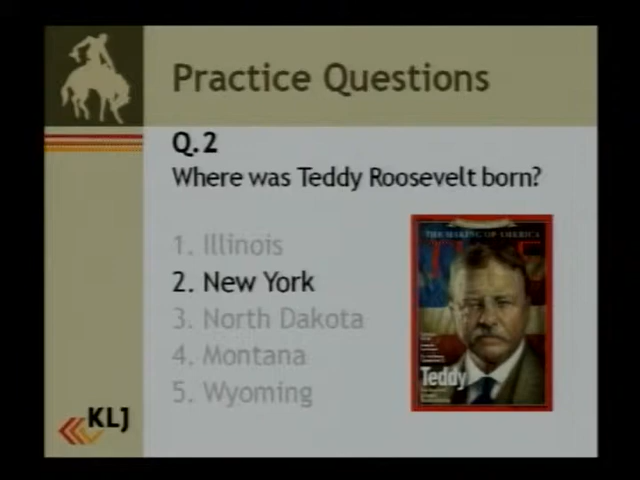 Practice Questions
Q.2
Where was Teddy Roosevelt born?
1. Illinois
2. New York
3. North Dakota
4. Montana
5. Wyoming
THE MAKING OF AMERICA
TIME
Teddy
KLJ